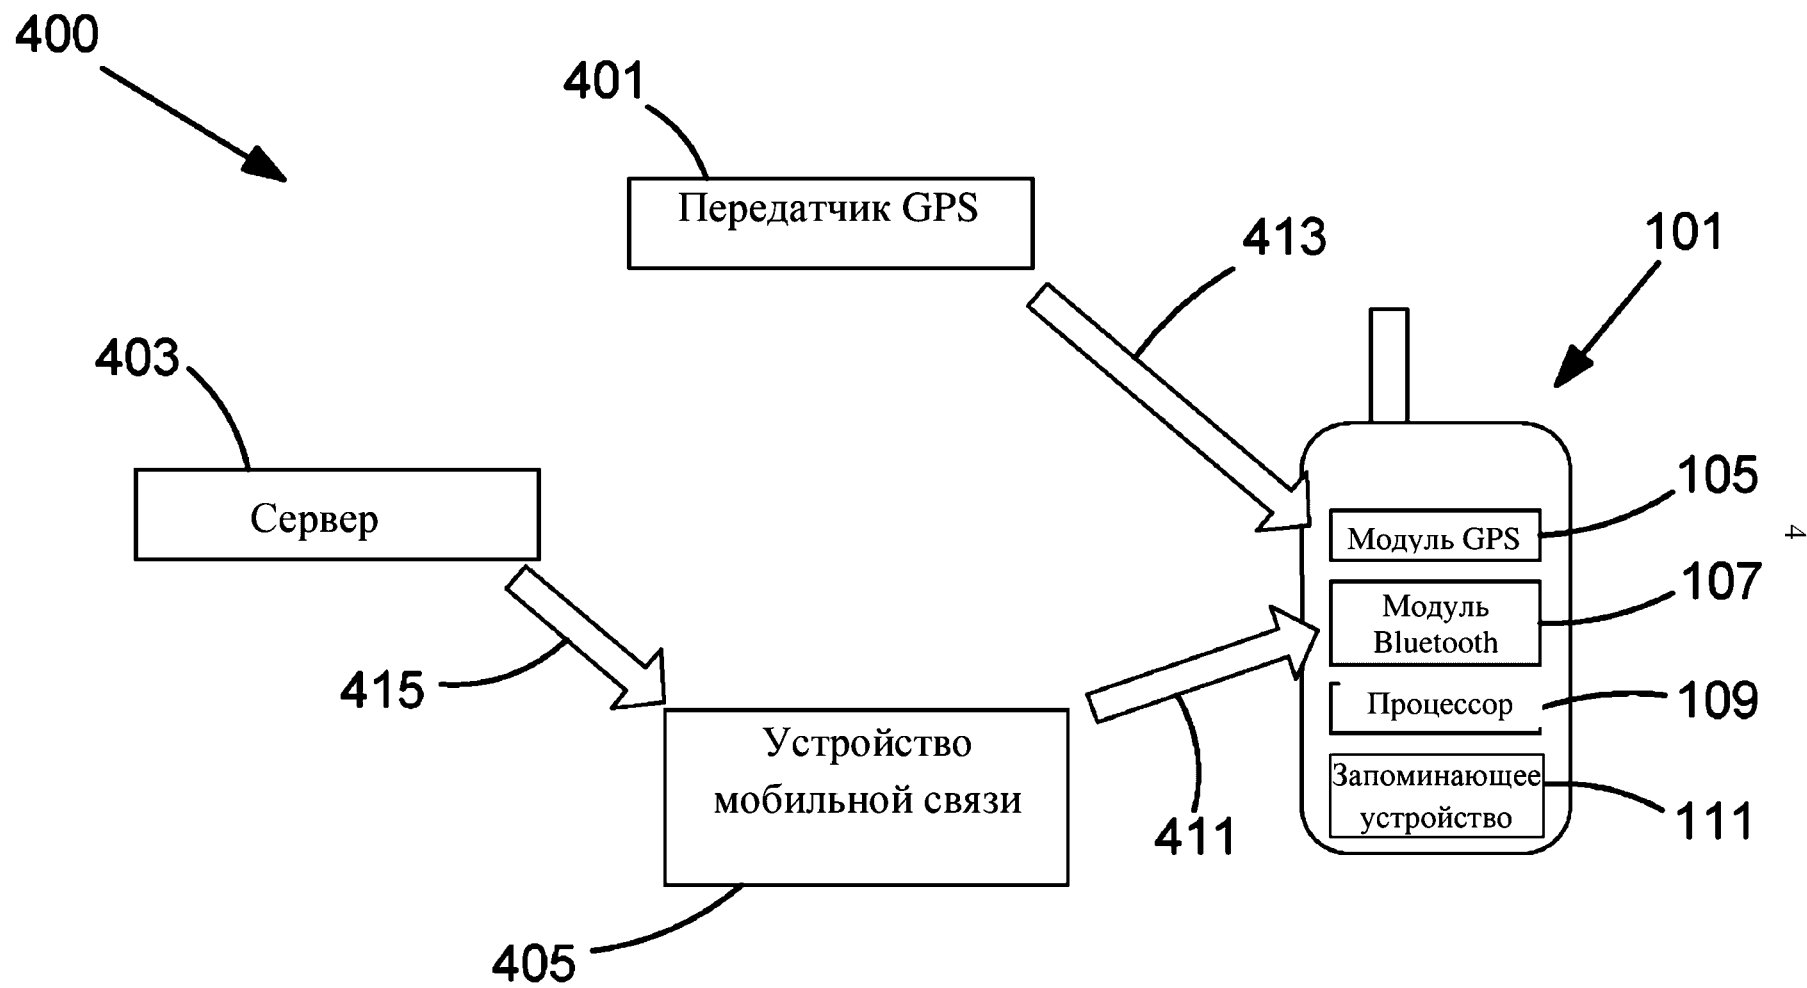 400
401
Передатчик GPS
413
101
403
Сервер
105
Модуль GPS
4
107
Модуль
Bluetooth
415
109
Процессор
Устройство
мобильной связи
411
Запоминающее
устройство
111
405